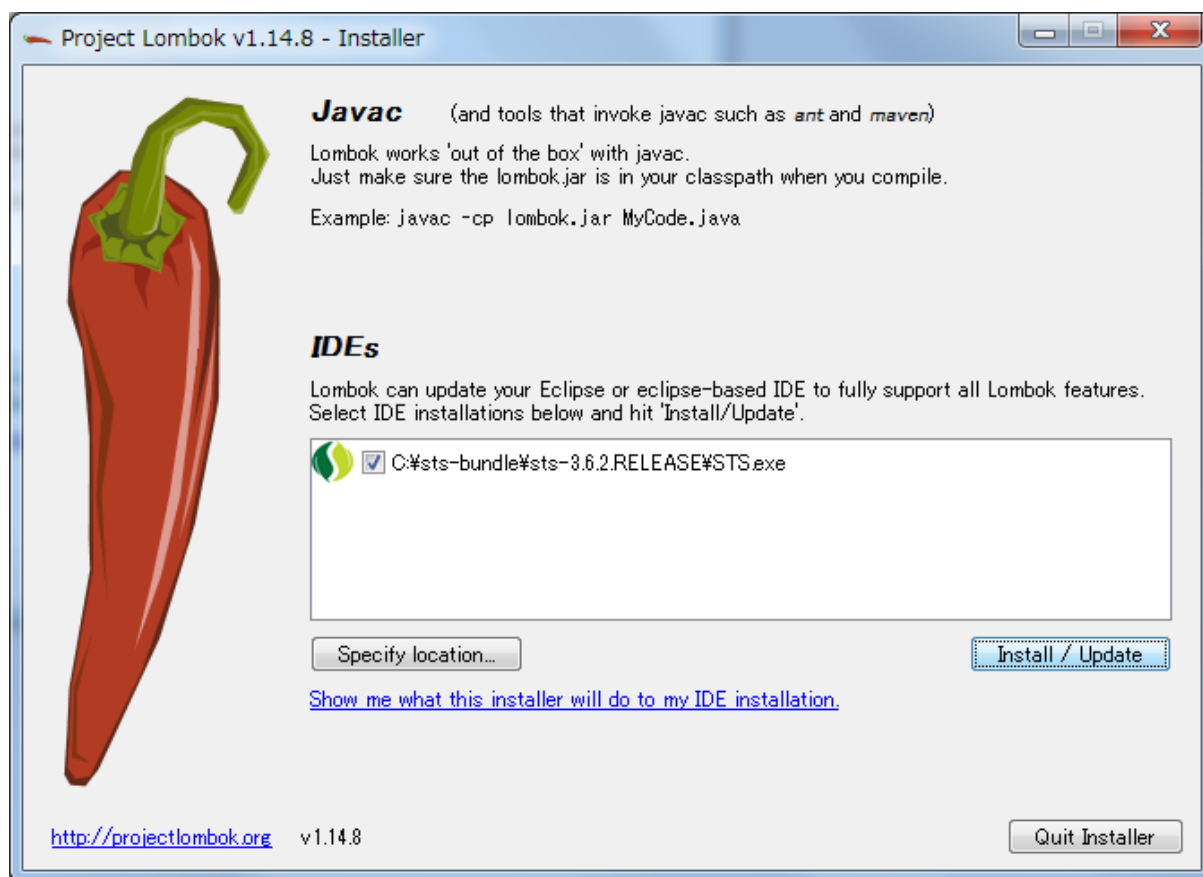 Project Lombok v1.14.8 - Installer
Javac (and tools that invoke javac such as ant and maven)
Lombok works 'out of the box' with javac.
Just make sure the lombok.jar is in your classpath when you compile.
Example: javac -cp lombok.jar MyCode.java
IDEs
Lombok can update your Eclipse or eclipse-based IDE to fully support all Lombok features.
Select IDE installations below and hit 'Install/Update'.
C:¥sts-bundle¥sts-3.6.2.RELEASE¥STS.exe
Specify location...
Install / Update
Show me what this installer will do to my IDE installation.
http://projectlombok.org v1.14.8
Quit Installer